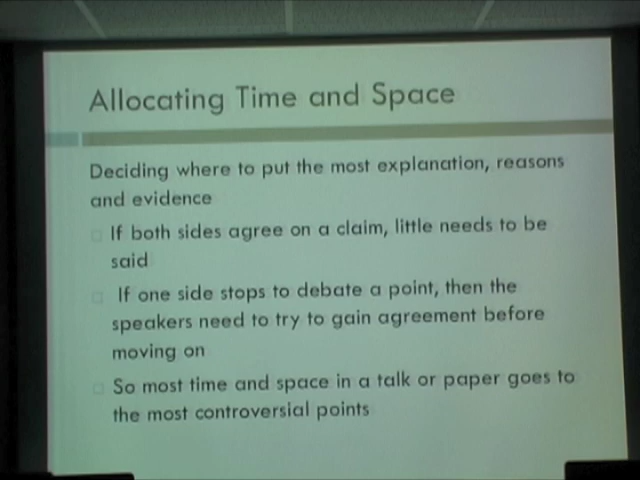 Allocating Time and Space
Deciding where to put the most explanation, reasons
and evidence
If both sides agree on a claim, little needs to be
said
If one side stops to debate a point, then the
speakers need to try to gain agreement before
moving on
So most time and space in a talk or paper goes to
the most controversial points